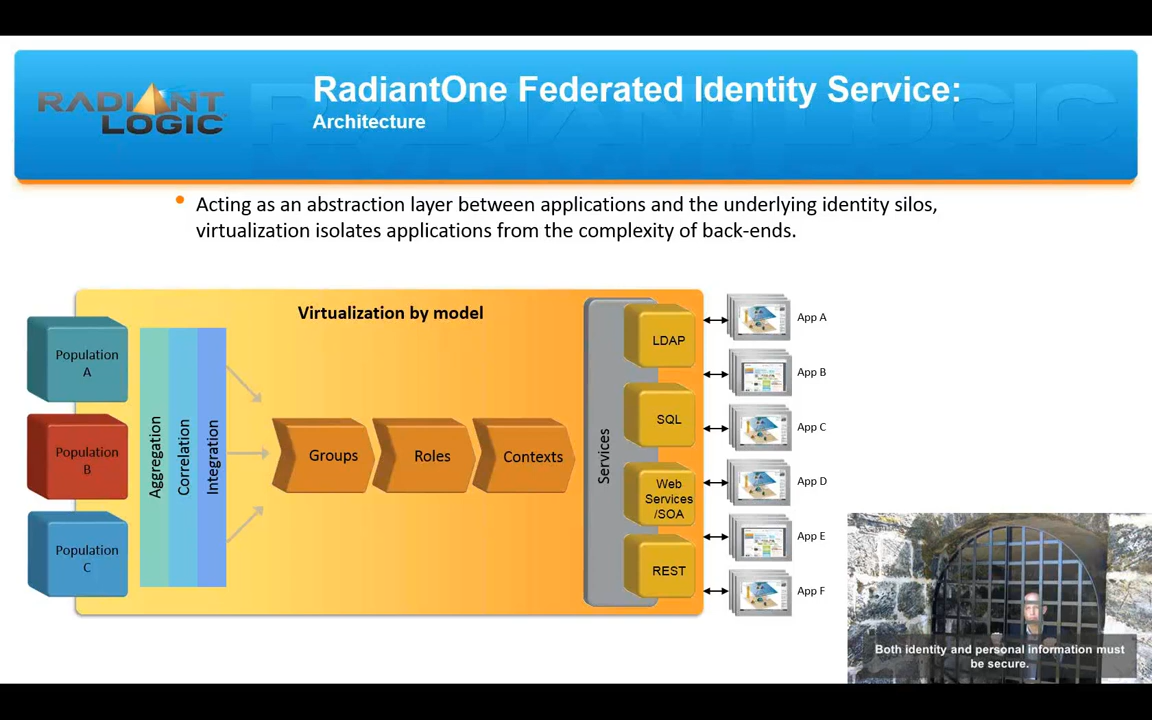 RADIANT
LOGIC
RadiantOne Federated Identity Service:
Architecture
• Acting as an abstraction layer between applications and the underlying identity silos,
virtualization isolates applications from the complexity of back-ends.
Virtualization by model
Population
A
Population
B
Population
C
Aggregation
Correlation
Integration
Groups
Roles
Contexts
Services
LDAP
SQL
Web
Services
/SOA
REST
App A
App B
App C
App D
App E
App F
Both identity and personal information must
be secure.